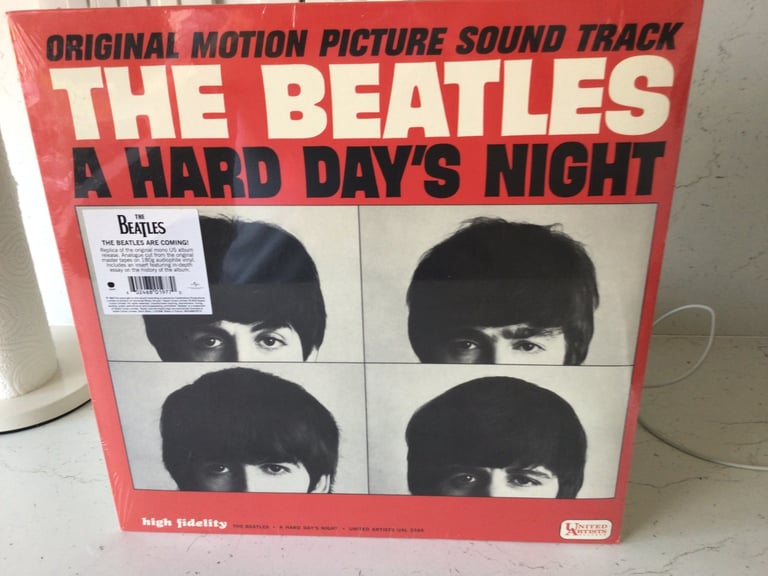 ORIGINAL MOTION PICTURE SOUND TRACK
THE BEATLES
A HARD DAY'S NIGHT
THE
BEATLES
THE BEATLES ARE COMING!
Replica of the original mono US album
release. Analogue cut from the original
master tapes on 180g audiophile vinyl.
Includes an insert featuring in-depth
essay on the history of the album.
high fidelity THE BEATLES • A HARD DAY'S NIGHT • UNITED ARTISTS UAL 3366
UNITED
ARTISTS